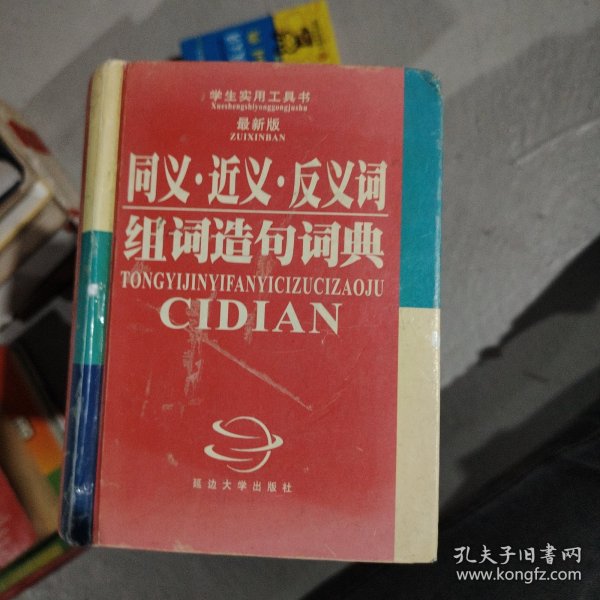 学生实用工具书
Xueshengshiyonggongjushu
最新版
ZUIXINBAN
同义·近义·反义词
组词造句词典
TONGYIJINYIFANYICIZUCIZAOJU
CIDIAN
延边大学出版社
孔夫子旧书网
www.kongfz.com